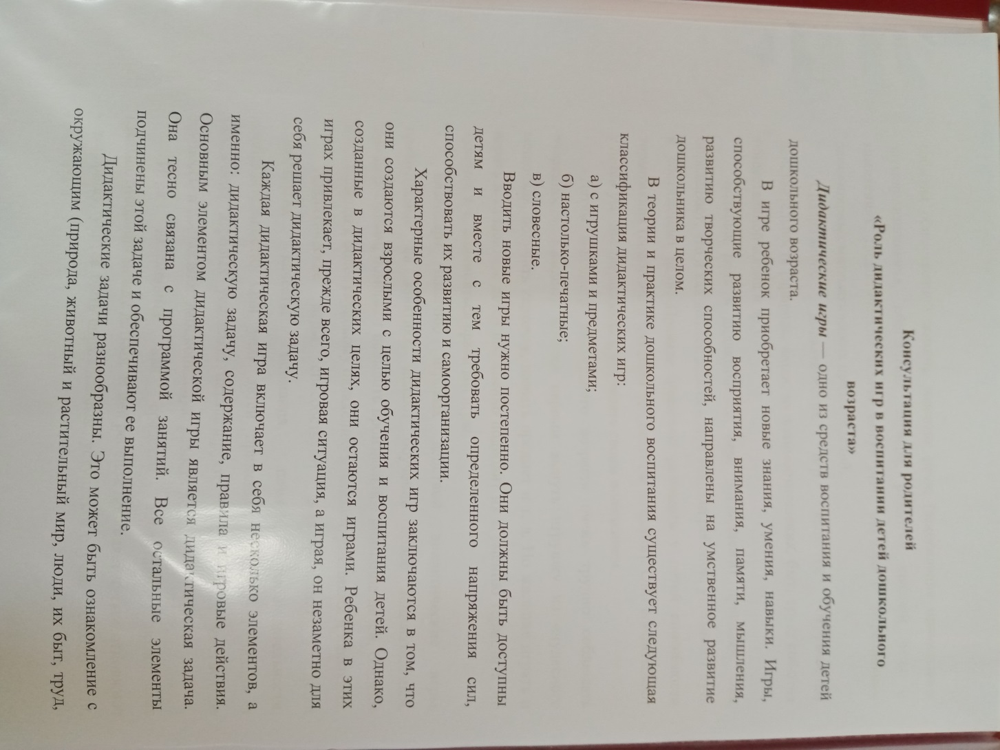 Консультация для родителей
«Роль дидактических игр в воспитании детей дошкольного
возраста»
Дидактические игры — одно из средств воспитания и обучения детей
дошкольного возраста.
В игре ребенок приобретает новые знания, умения, навыки. Игры,
способствующие развитию восприятия, внимания, памяти, мышления,
развитию творческих способностей, направлены на умственное развитие
дошкольника в целом.
В теории и практике дошкольного воспитания существует следующая
классификация дидактических игр:
а) с игрушками и предметами;
б) настолько-печатные;
в) словесные.
Вводить новые игры нужно постепенно. Они должны быть доступны
детям и вместе с тем требовать определенного напряжения сил,
способствовать их развитию и самоорганизации.
Характерные особенности дидактических игр заключаются в том, что
они создаются взрослыми с целью обучения и воспитания детей. Однако,
созданные в дидактических целях, они остаются играми. Ребенка в этих
играх привлекает, прежде всего, игровая ситуация, а играя, он незаметно для
себя решает дидактическую задачу.
Каждая дидактическая игра включает в себя несколько элементов, а
именно: дидактическую задачу, содержание, правила и игровые действия.
Основным элементом дидактической игры является дидактическая задача.
Она тесно связана с программой занятий. Все остальные элементы
подчинены этой задаче и обеспечивают ее выполнение.
Дидактические задачи разнообразны. Это может быть ознакомление с
окружающим (природа, животный и растительный мир, люди, их быт, труд,